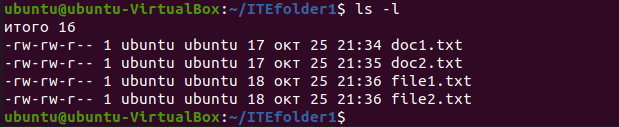 ubuntu@ubuntu-VirtualBox:~/ITEfolder1$ ls -l
итого 16
-rw-rw-r-- 1 ubuntu ubuntu 17 окт 25 21:34 doc1.txt
-rw-rw-r-- 1 ubuntu ubuntu 17 окт 25 21:35 doc2.txt
-rw-rw-r-- 1 ubuntu ubuntu 18 окт 25 21:36 file1.txt
-rw-rw-r-- 1 ubuntu ubuntu 18 окт 25 21:36 file2.txt
ubuntu@ubuntu-VirtualBox:~/ITEfolder1$